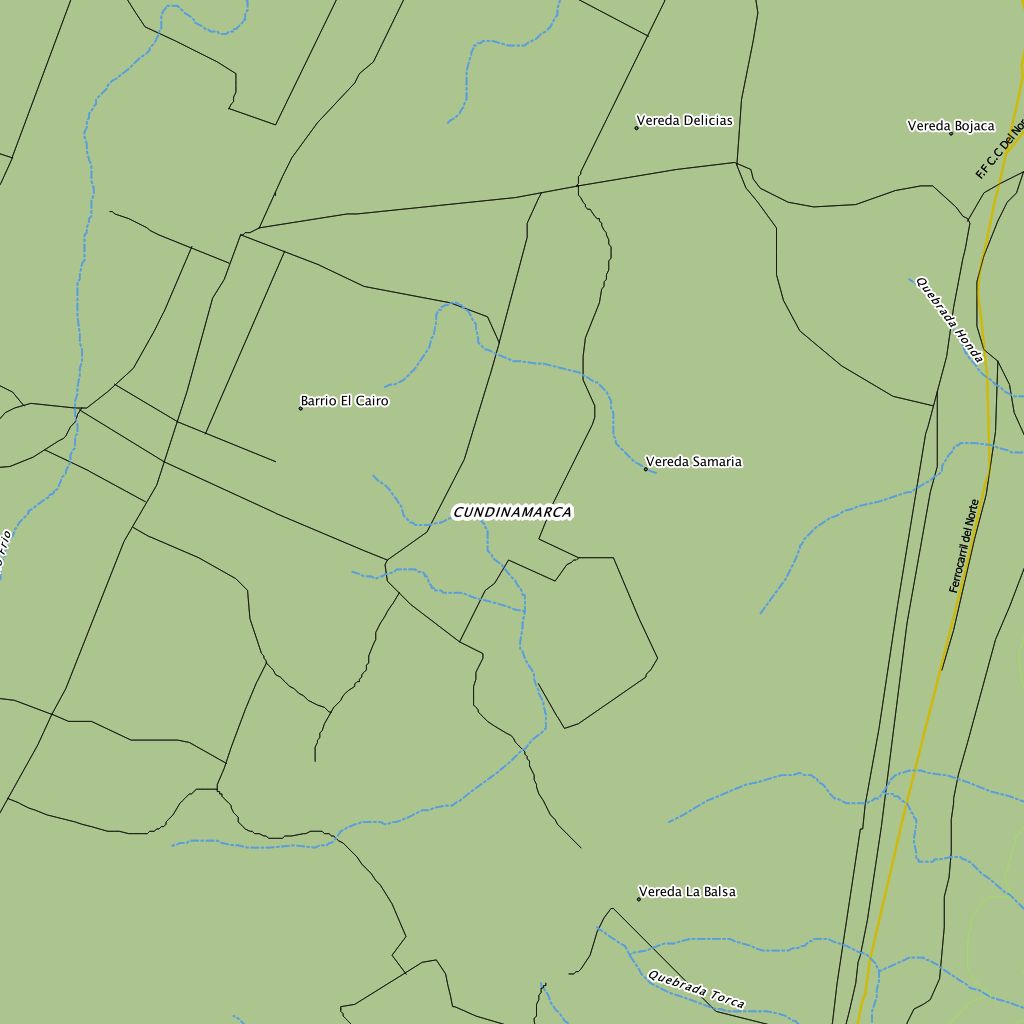 Vereda Delicias
Vereda Bojaca
F.F C.C Del Nor
Quebrada Honda
Barrio El Cairo
Vereda Samaria
CUNDINAMARCA
Frio
Ferrocarril del Norte
Vereda La Balsa
Quebrada Torca